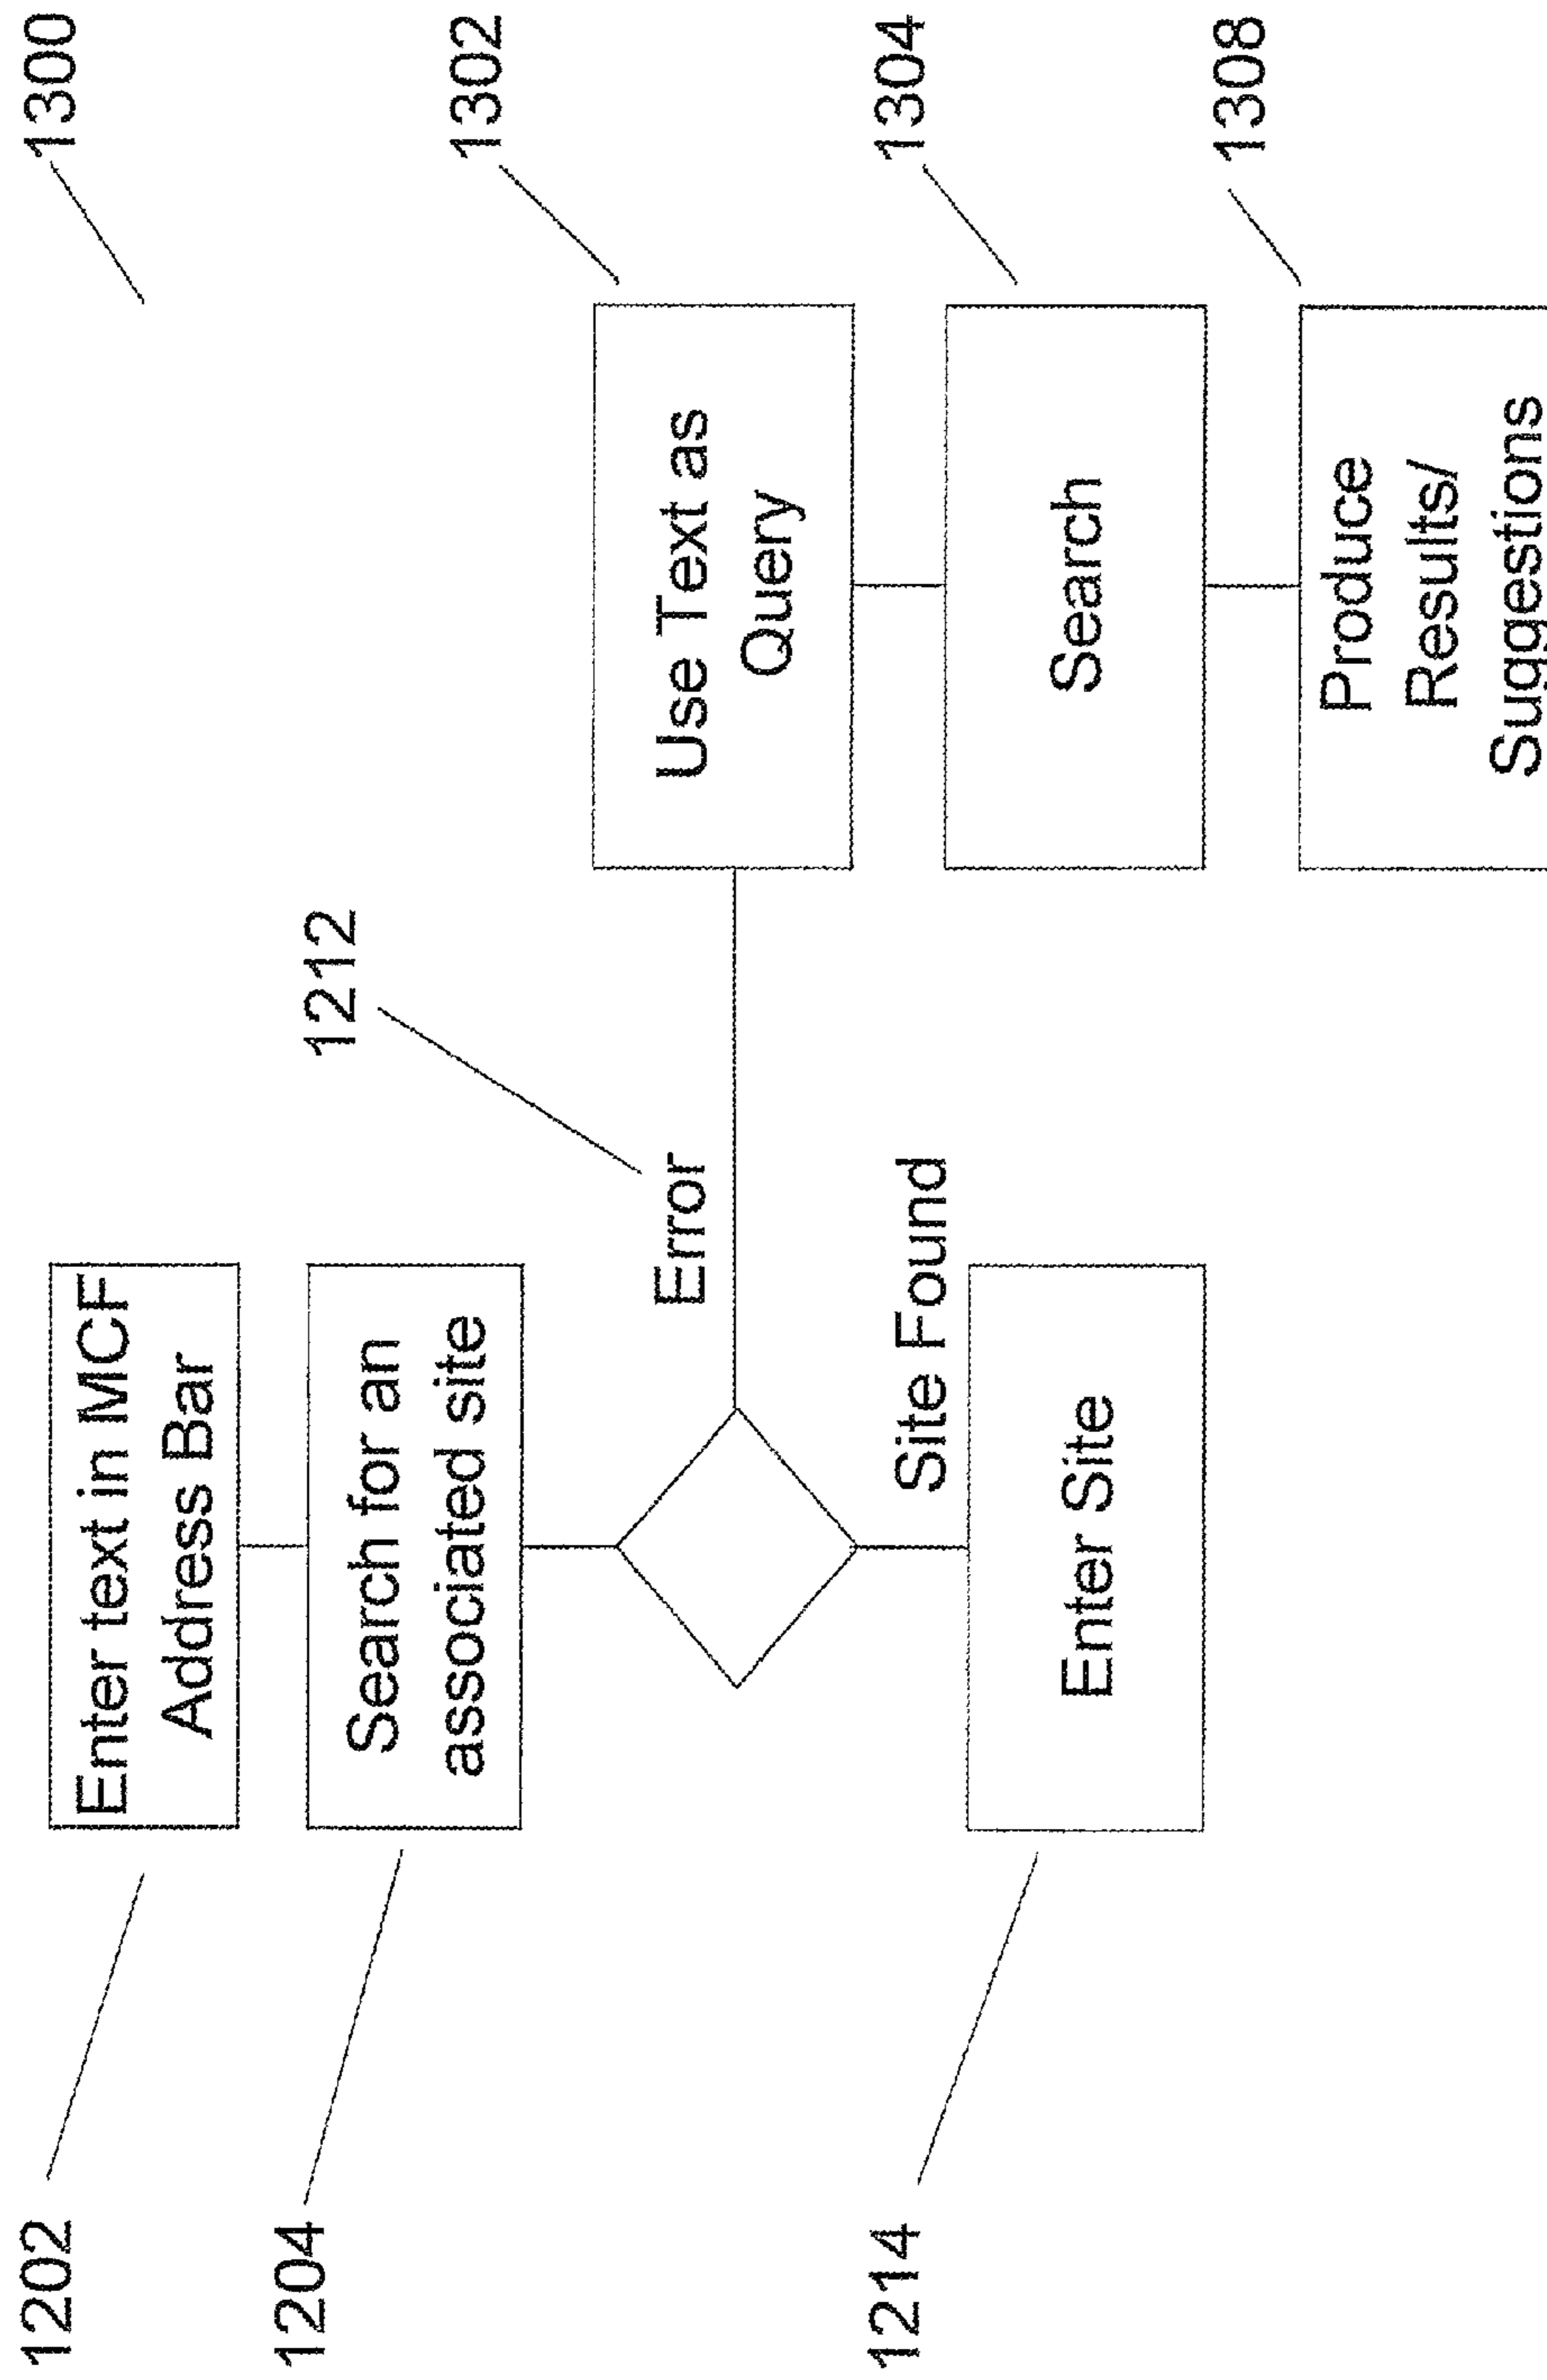 1300
1202
Enter text in MCF
Address Bar
1204
Search for an
associated site
1212
Error
1302
Use Text as
Query
1304
Search
Site Found
1214
Enter Site
1308
Produce
Results/
Suggestions